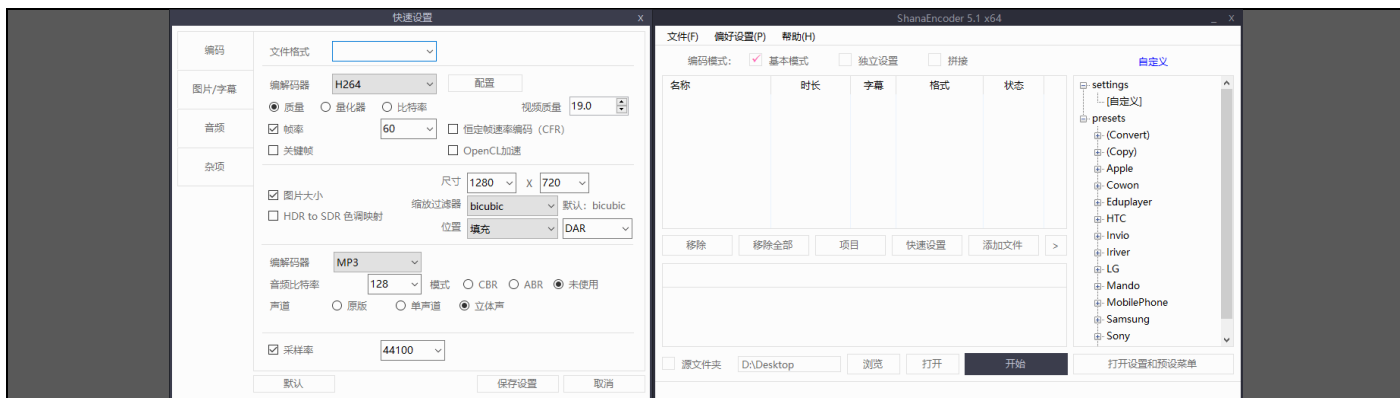 快速设置 X
编码
图片/字幕
音频
杂项
文件格式
编解码器 H264 配置
质量 量化器 比特率 视频质量 19.0
帧率 60 恒定帧速率编码（CFR）
关键帧 OpenCL加速
尺寸 1280 X 720
图片大小
缩放过滤器 bicubic 默认：bicubic
HDR to SDR 色调映射
位置 填充 DAR
编解码器 MP3
音频比特率 128 模式 CBR ABR 未使用
声道 原版 单声道 立体声
采样率 44100
默认 保存设置 取消
ShanaEncoder 5.1 x64 _ X
文件(F) 偏好设置(P) 帮助(H)
编码模式： 基本模式 独立设置 拼接 自定义
名称 时长 字幕 格式 状态
移除 移除全部 项目 快速设置 添加文件 >
源文件夹 D:\Desktop 浏览 打开 开始
settings
[自定义]
presets
(Convert)
(Copy)
Apple
Cowon
Eduplayer
HTC
Invio
Iriver
LG
Mando
MobilePhone
Samsung
Sony
打开设置和预设菜单